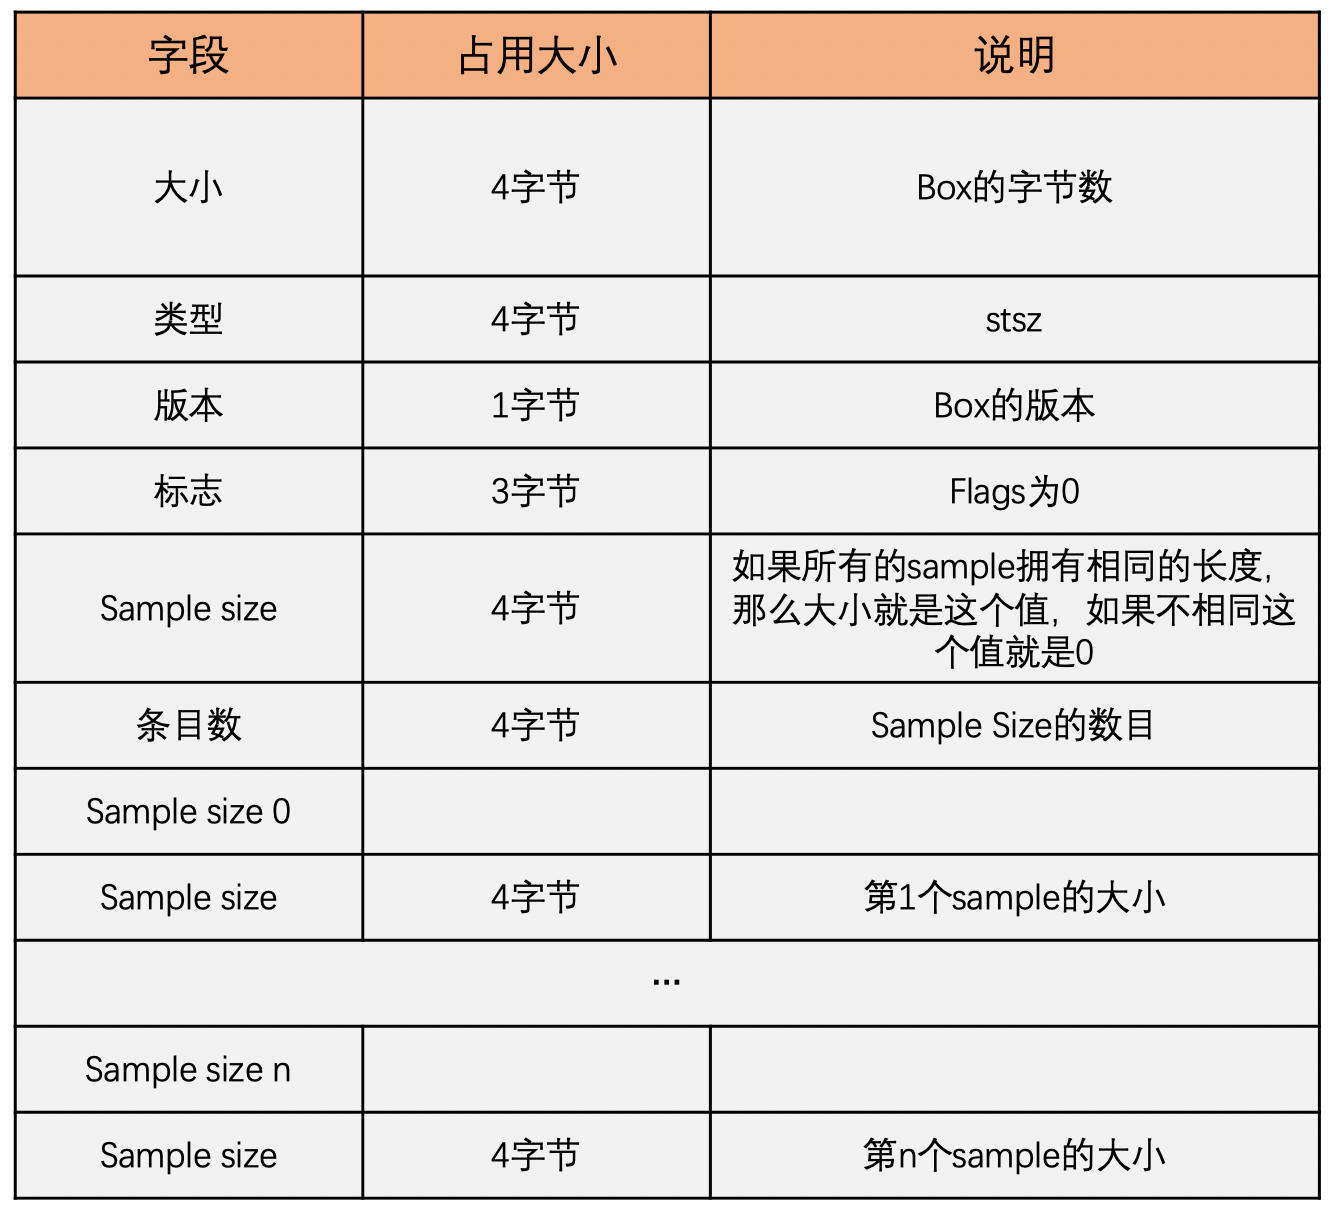 字段 占用大小 说明
大小 4字节 Box的字节数
类型 4字节 stsz
版本 1字节 Box的版本
标志 3字节 Flags为0
Sample size 4字节 如果所有的sample拥有相同的长度，
那么大小就是这个值，如果不相同这
个值就是0
条目数 4字节 Sample Size的数目
Sample size 0
Sample size 4字节 第1个sample的大小
...
Sample size n
Sample size 4字节 第n个sample的大小